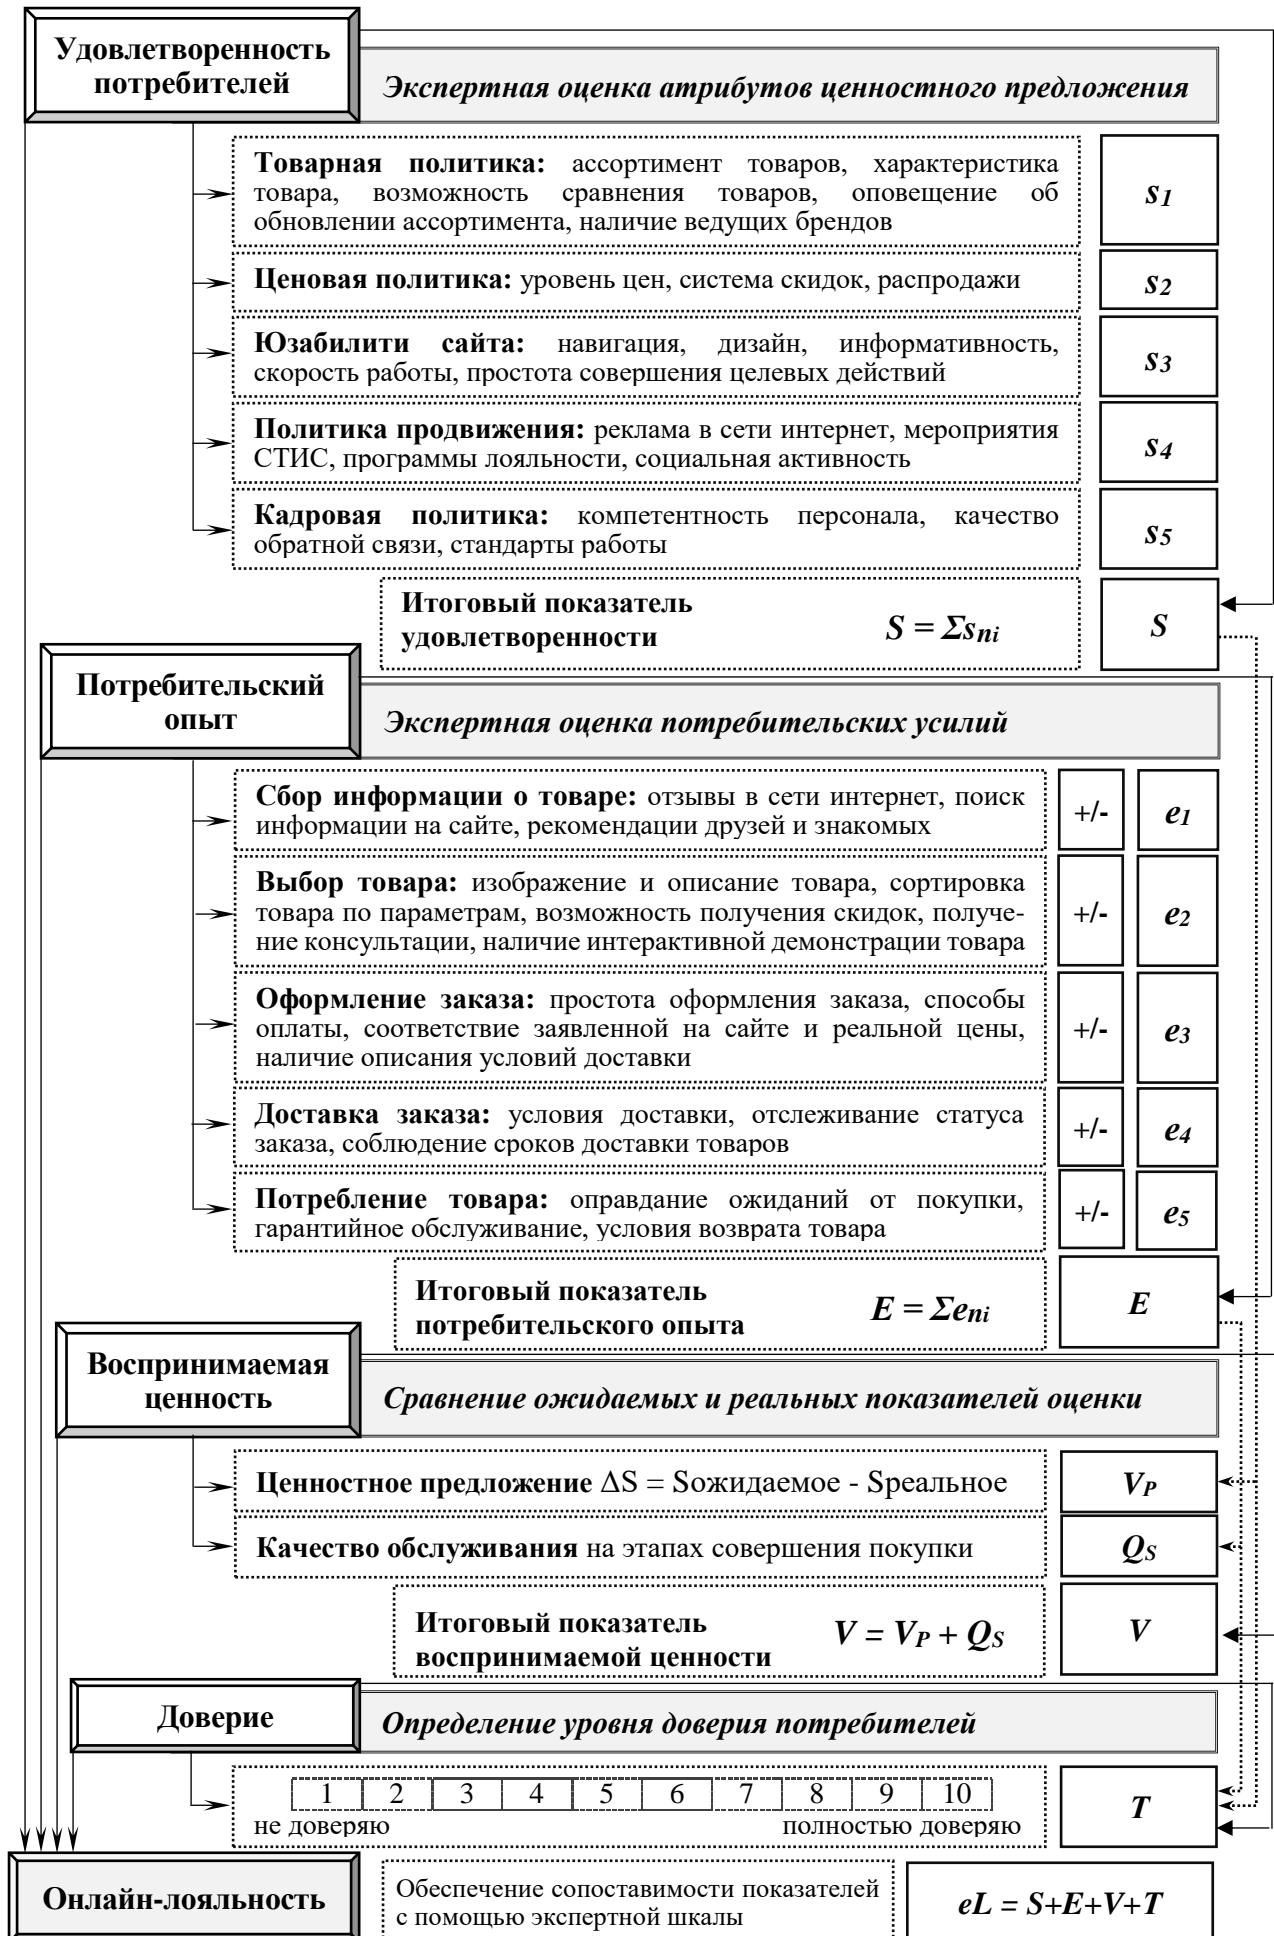 Удовлетворенность
потребителей
Экспертная оценка атрибутов ценностного предложения
Товарная политика: ассортимент товаров, характеристика
товара, возможность сравнения товаров, оповещение об
обновлении ассортимента, наличие ведущих брендов
s1
Ценовая политика: уровень цен, система скидок, распродажи
s2
Юзабилити сайта: навигация, дизайн, информативность,
скорость работы, простота совершения целевых действий
s3
Политика продвижения: реклама в сети интернет, мероприятия
СТИС, программы лояльности, социальная активность
s4
Кадровая политика: компетентность персонала, качество
обратной связи, стандарты работы
s5
Итоговый показатель
удовлетворенности
S = Σsni
S
Потребительский
опыт
Экспертная оценка потребительских усилий
Сбор информации о товаре: отзывы в сети интернет, поиск
информации на сайте, рекомендации друзей и знакомых
+/-
e1
Выбор товара: изображение и описание товара, сортировка
товара по параметрам, возможность получения скидок, получе-
ние консультации, наличие интерактивной демонстрации товара
+/-
e2
Оформление заказа: простота оформления заказа, способы
оплаты, соответствие заявленной на сайте и реальной цены,
наличие описания условий доставки
+/-
e3
Доставка заказа: условия доставки, отслеживание статуса
заказа, соблюдение сроков доставки товаров
+/-
e4
Потребление товара: оправдание ожиданий от покупки,
гарантийное обслуживание, условия возврата товара
+/-
e5
Итоговый показатель
потребительского опыта
E = Σeni
E
Воспринимаемая
ценность
Сравнение ожидаемых и реальных показателей оценки
Ценностное предложение ΔS = Sожидаемое - Sреальное
VP
Качество обслуживания на этапах совершения покупки
QS
Итоговый показатель
воспринимаемой ценности
V = VP + QS
V
Доверие
Определение уровня доверия потребителей
1 2 3 4 5 6 7 8 9 10
не доверяю полностью доверяю
T
Онлайн-лояльность
Обеспечение сопоставимости показателей
с помощью экспертной шкалы
eL = S+E+V+T